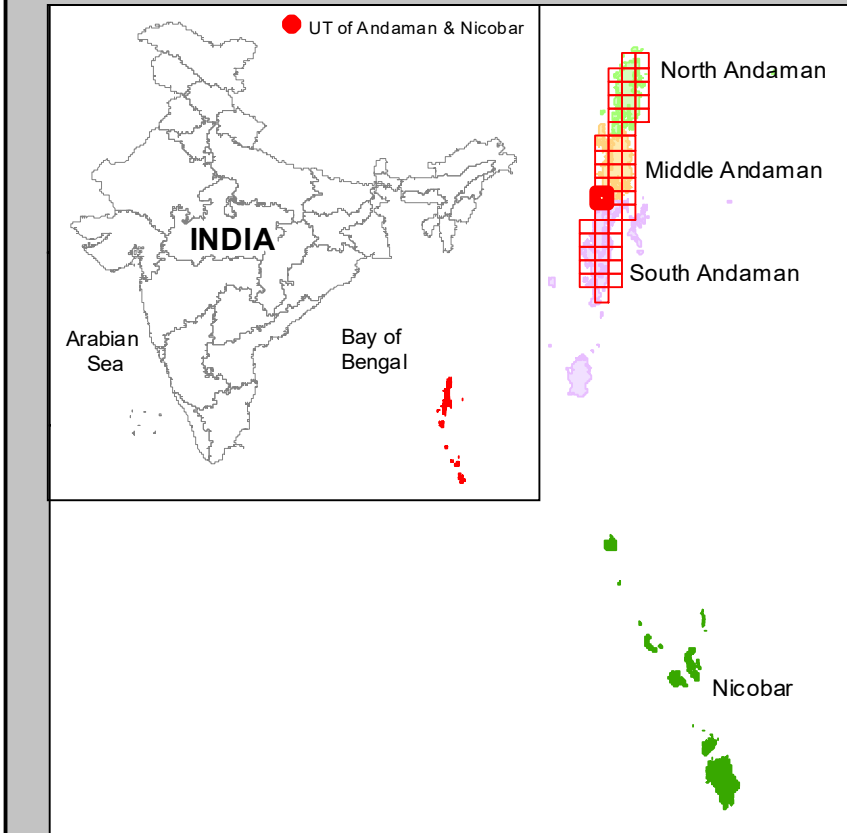 UT of Andaman & Nicobar
North Andaman
Middle Andaman
INDIA
South Andaman
Arabian
Sea
Bay of
Bengal
Nicobar